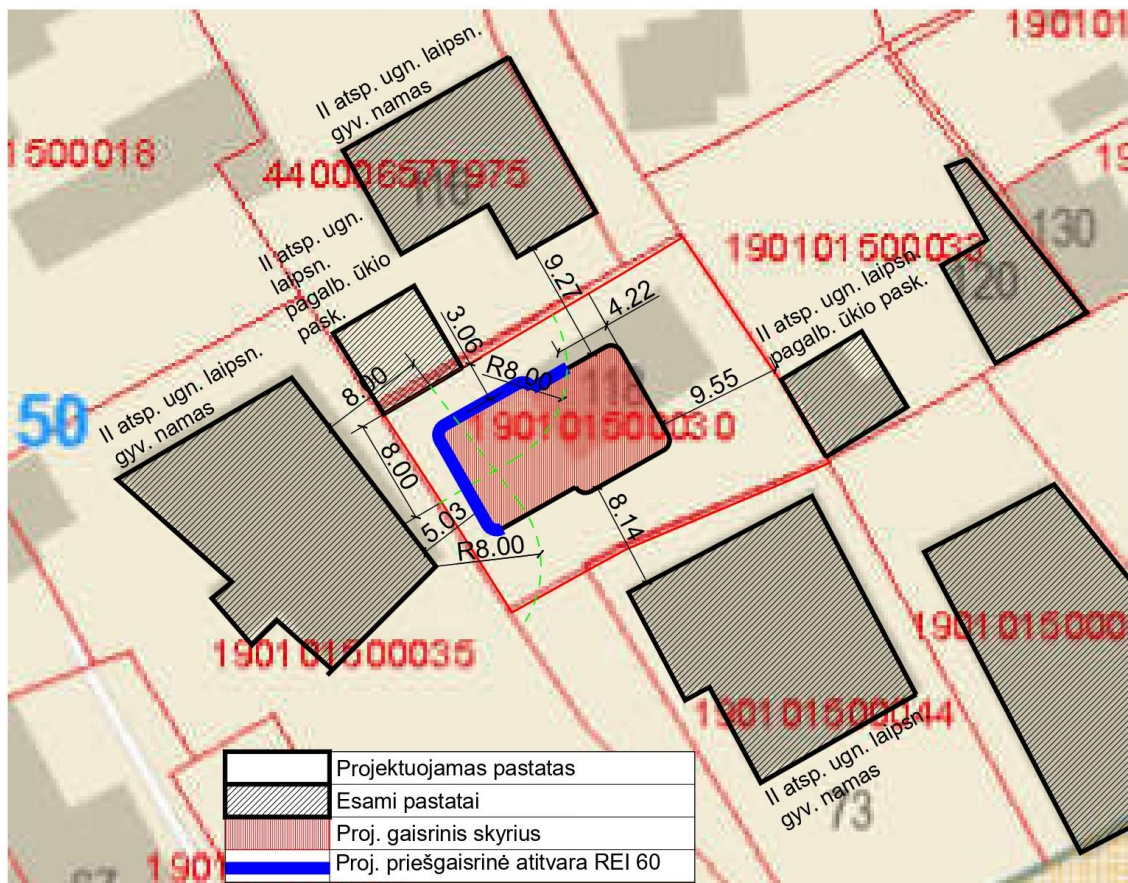 190101
II atsp. ugn. laipsn.
gyv. namas
1500018
440006577975
116
II atsp. ugn.
laipsn.
pagalb. ūkio
pask.
190101500033
130
120
II atsp. ugn. laipsn.
pagalb. ūkio pask.
9.27
4.22
3.06
R8.00
8.00
118
190101500030
9.55
50
II atsp. ugn. laipsn.
gyv. namas
8.00
5.03
R8.00
8.14
190101500035
190101500044
II atsp. ugn. laipsn.
gyv. namas
73
Projektuojamas pastatas
Esami pastatai
Proj. gaisrinis skyrius
Proj. priešgaisrinė atitvara REI 60